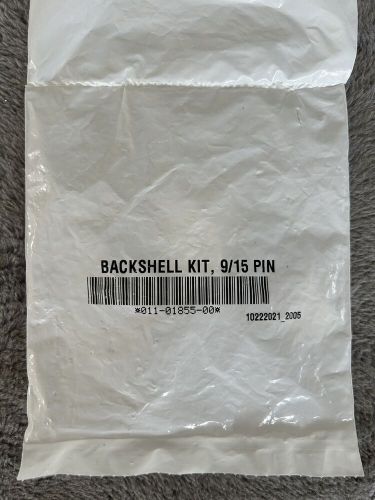 BACKSHELL KIT, 9/15 PIN
*011-01855-00*
10222021_2005